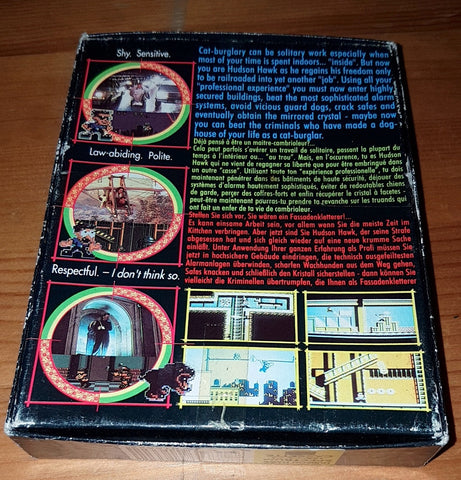 Shy. Sensitive.
Law-abiding. Polite.
Respectful. – I don't think so.
Cat-burglary can be solitary work especially when
most of your time is spent indoors... "inside". But now
you are Hudson Hawk as he regains his freedom only
to be railroaded into yet another "job". Using all your
"professional experience" you must now enter highly
secured buildings, beat the most sophisticated alarm
systems, avoid vicious guard dogs, crack safes and
eventually obtain the mirrored crystal - maybe now
you can beat the criminals who have made a dog-
house of your life as a cat-burglar.
Déjà pensé à être un maitre-cambrioleur?...
Cela peut parfois s'avérer un travail de solitaire, passant la plupart du
temps à l'intérieur ou... "au trou". Mais, en l'occurence, tu es Hudson
Hawk qui ne vient de regagner sa liberté que pour être embringué dans
un autre "casse". Utilisant toute ton "expérience professionelle", tu dois
maintenant pénétrer dans des bâtiments de haute sécurité, déjouer des
systèmes d'alarme hautement sophistiqués, éviter de redoutables chiens
de garde, percer des coffres-forts et enfin récupérer le cristal à facettes -
peut-être maintenant pourras-tu prendre la revanche sur les truands qui
ont fait un enfer de ta vie de cambrioleur.
Stellen Sie sich vor, Sie wären ein Fassadenkletterer!...
Es kann einsame Arbeit sein, vor allem wenn Sie die meiste Zeit im
Kittchen verbringen. Aber jetzt sind Sie Hudson Hawk, der seine Strafe
abgesessen hat und sich gleich wieder auf eine neue krumme Sache
einläßt. Unter Anwendung Ihrer ganzen Erfahrung als Profi müssen Sie
jetzt in hochsichere Gebäude eindringen, die technisch ausgefeiltesten
Alarmanlagen überwinden, scharfen Wachhunden aus dem Weg gehen,
Safes knacken und schließlich den Kristall sicherstellen - dann können Sie
vielleicht die Kriminellen übertrumpfen, die Ihnen als Fassadenkletterer